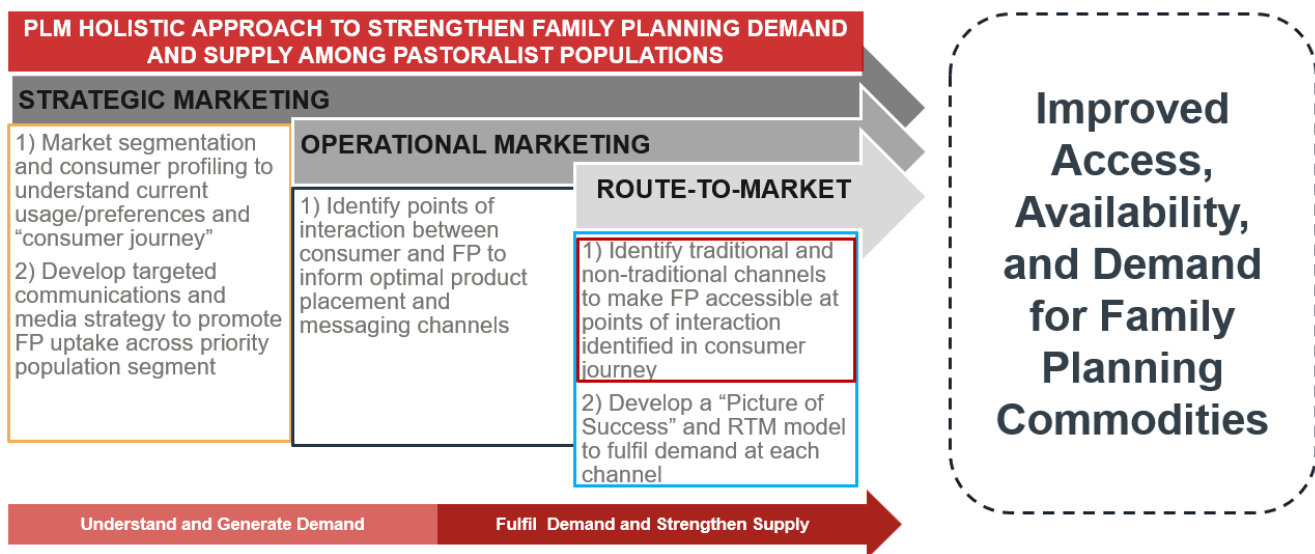 PLM HOLISTIC APPROACH TO STRENGTHEN FAMILY PLANNING DEMAND
AND SUPPLY AMONG PASTORALIST POPULATIONS
STRATEGIC MARKETING
1) Market segmentation
and consumer profiling to
understand current
usage/preferences and
“consumer journey”
2) Develop targeted
communications and
media strategy to promote
FP uptake across priority
population segment
OPERATIONAL MARKETING
1) Identify points of
interaction between
consumer and FP to
inform optimal product
placement and
messaging channels
ROUTE-TO-MARKET
1) Identify traditional and
non-traditional channels
to make FP accessible at
points of interaction
identified in consumer
journey
2) Develop a “Picture of
Success” and RTM model
to fulfil demand at each
channel
Understand and Generate Demand
Fulfil Demand and Strengthen Supply
Improved
Access,
Availability,
and Demand
for Family
Planning
Commodities